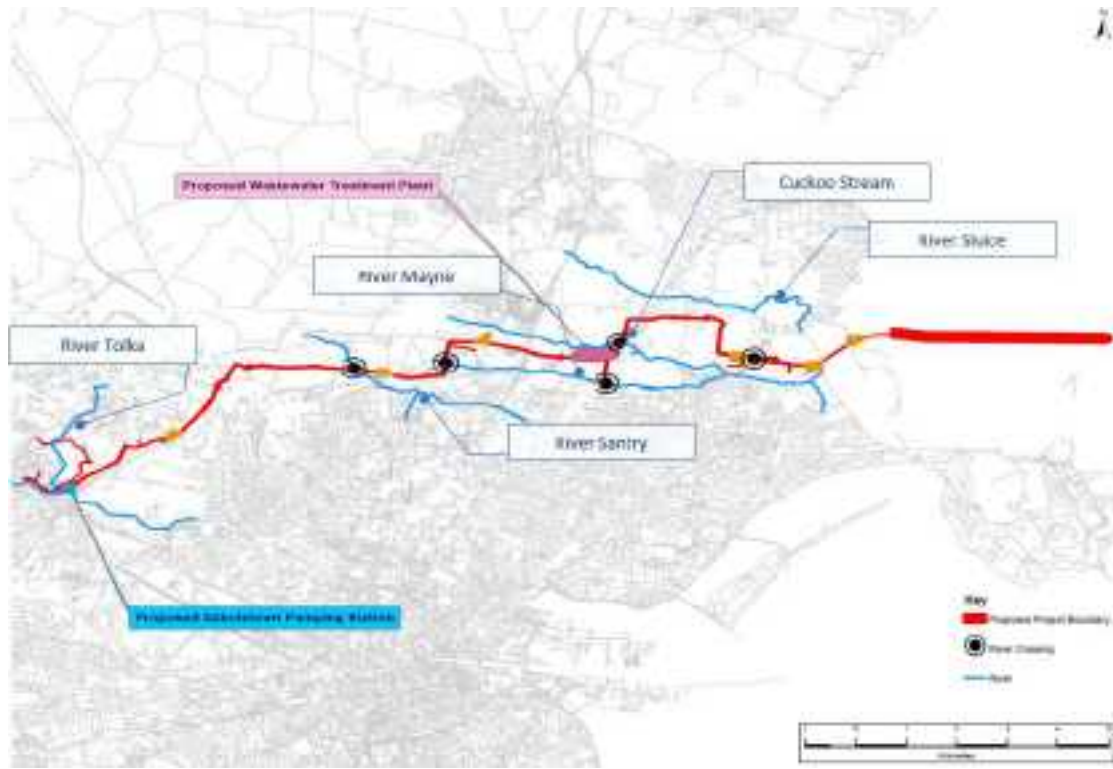 Proposed Wastewater Treatment Plant
Cuckoo Stream
River Sluice
River Mayne
River Tolka
River Santry
Proposed Abbotstown Pumping Station
Key
Proposed Project Boundary
River Crossing
River